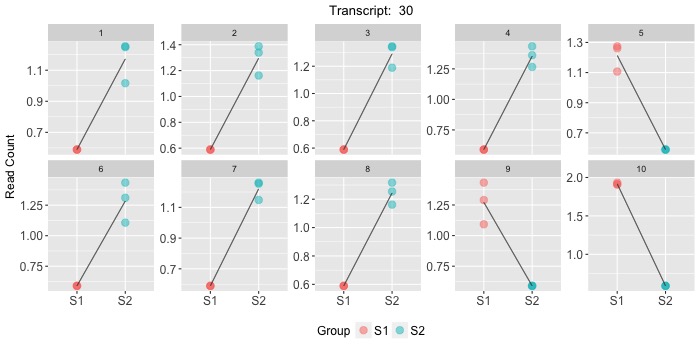 Transcript: 30
Read Count
1 2 3 4 5
1.1 0.9 0.7
1.4 1.2 1.0 0.8 0.6
1.2 1.0 0.8 0.6
1.25 1.00 0.75
1.3 1.1 0.9 0.7
6 7 8 9 10
1.25 1.00 0.75
1.1 0.9 0.7
1.2 1.0 0.8 0.6
1.25 1.00 0.75
2.0 1.5 1.0
S1 S2 S1 S2 S1 S2 S1 S2 S1 S2
Group S1 S2